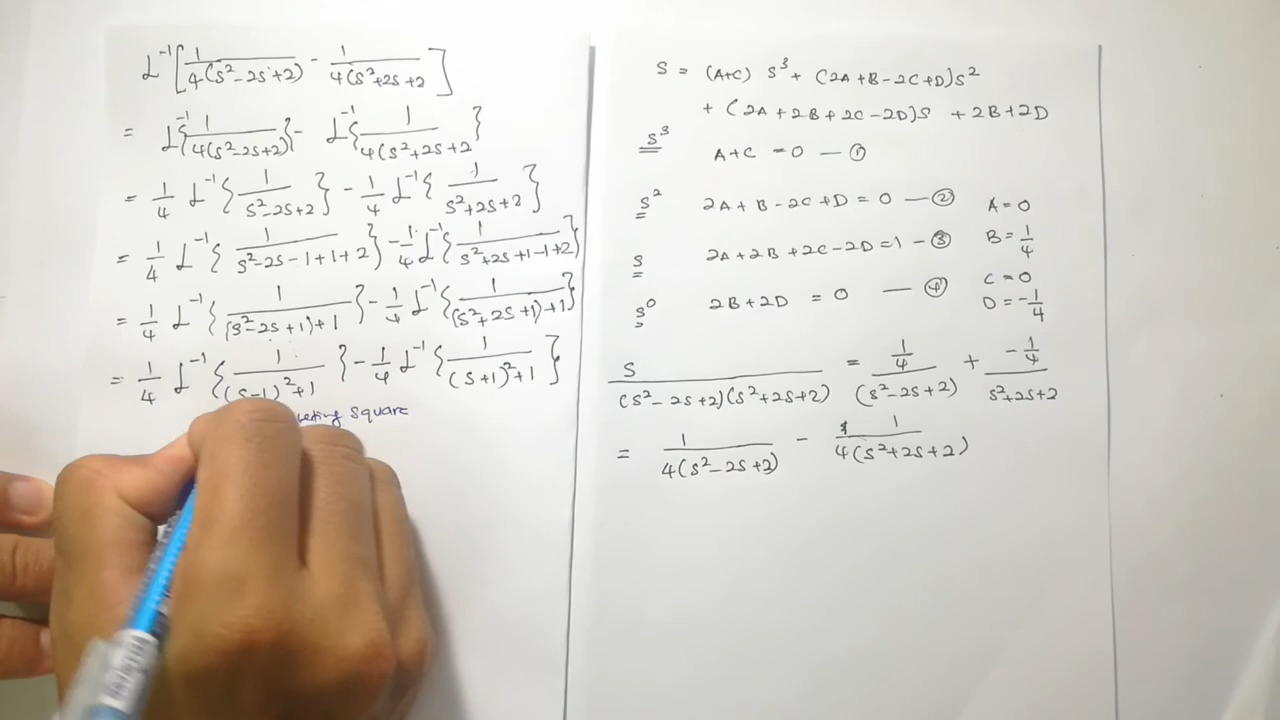 L⁻¹[1/4(s²-2s+2) - 1/4(s²+2s+2]
= L⁻¹{1/4(s²-2s+2)} - L⁻¹{1/4(s²+2s+2}
= 1/4 L⁻¹{1/s²-2s+2} - 1/4 L⁻¹{1/s²+2s+2}
= 1/4 L⁻¹{1/s²-2s-1+1+2} - 1/4 L⁻¹{1/s²+2s+1-1+2}
= 1/4 L⁻¹{1/(s²-2s+1)+1} - 1/4 L⁻¹{1/(s²+2s+1)+1}
= 1/4 L⁻¹{1/(s-1)²+1} - 1/4 L⁻¹{1/(s+1)²+1}
square
S = (A+C) S³ + (2A+B-2C+D)S²
+ (2A+2B+2C-2D)S + 2B+2D
S³ A+C = 0 — ①
S² 2A+B-2C+D = 0 — ②
S 2A+2B+2C-2D=1 — ③
S⁰ 2B+2D = 0 — ④
A=0
B=1/4
C=0
D=-1/4
S/(s²-2s+2)(s²+2s+2) = 1/4/(s²-2s+2) + -1/4/s²+2s+2
= 1/4(s²-2s+2) - 1/4(s²+2s+2)